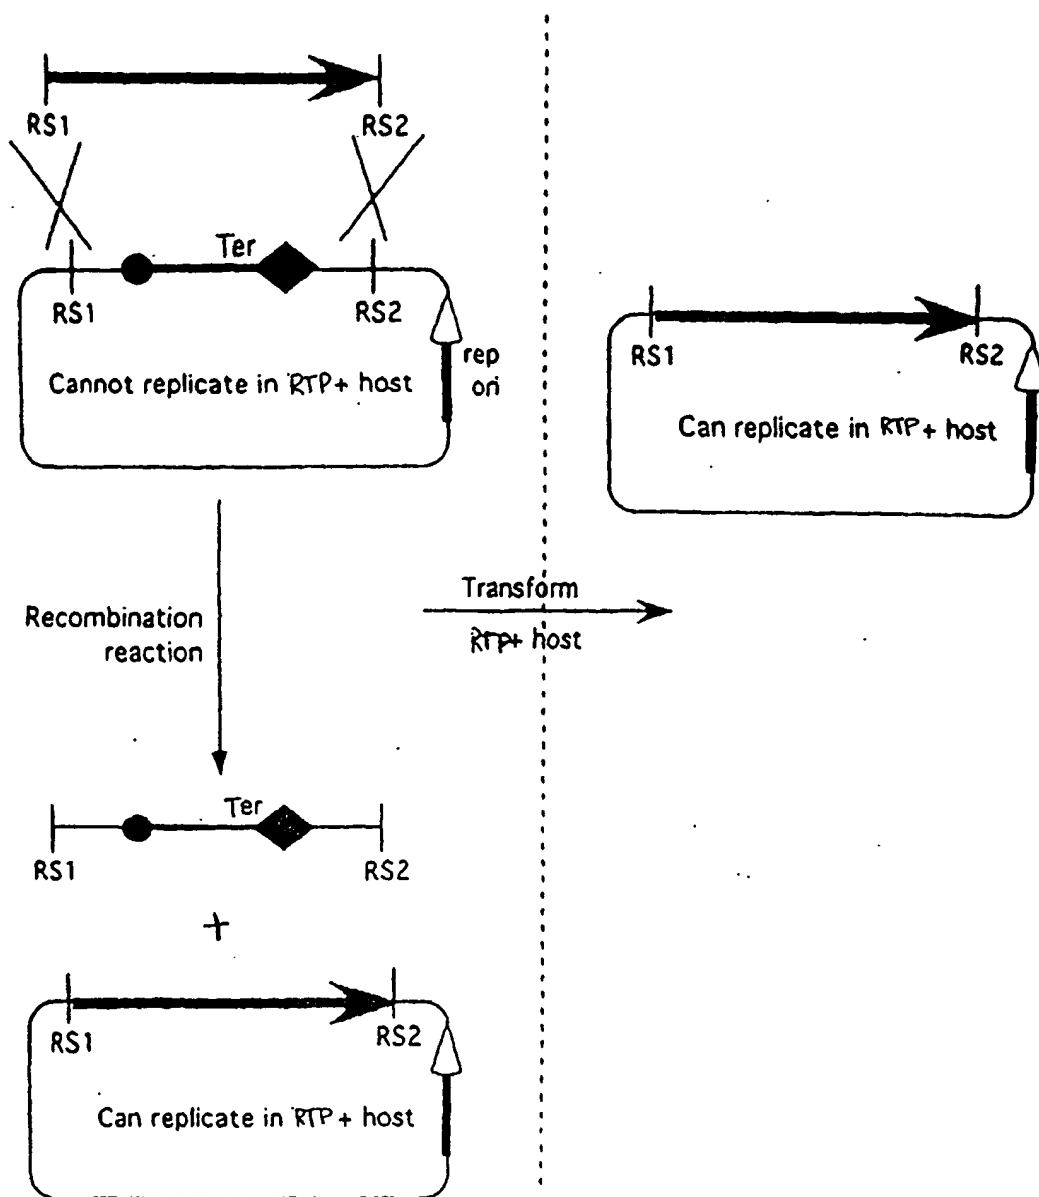 RS1
RS2
Ter
RS1
RS2
rep
ori
Cannot replicate in RTP+ host
RS1
RS2
Can replicate in RTP+ host
Recombination
reaction
Transform
RTP+ host
Ter
RS1
RS2
+
RS1
RS2
Can replicate in RTP+ host